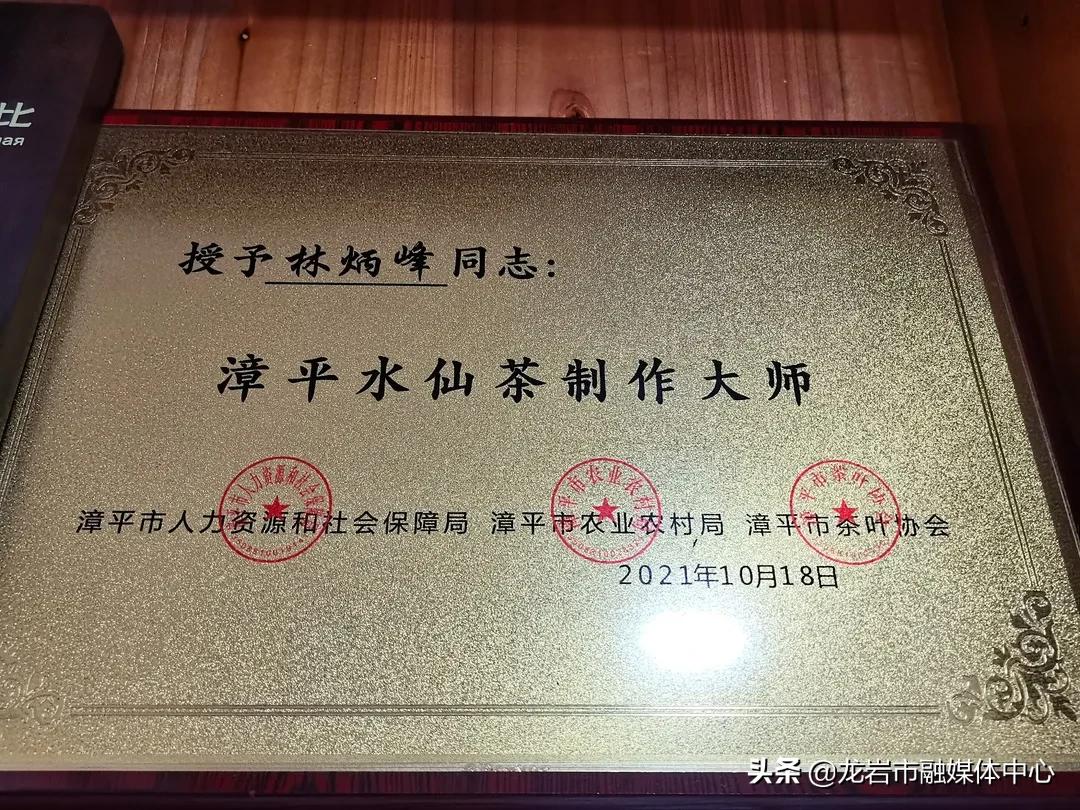 比
ная
授予林炳峰同志:
漳平水仙茶制作大师
漳平市人力资源和社会保障局 漳平市农业农村局 漳平市茶叶协会
2021年10月18日
头条 @龙岩市融媒体中心